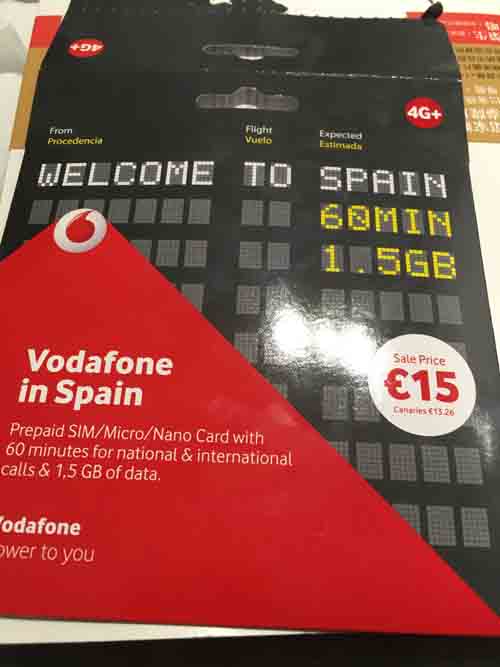 4G+
4G+
From
Procedencia
Flight
Vuelo
Expected
Estimada
WELCOME TO SPAIN
60MIN
1.5GB
Sale Price
€15
Canaries €13.26
Vodafone
in Spain
Prepaid SIM/Micro/Nano Card with
60 minutes for national & international
calls & 1,5 GB of data.
Vodafone
ower to you